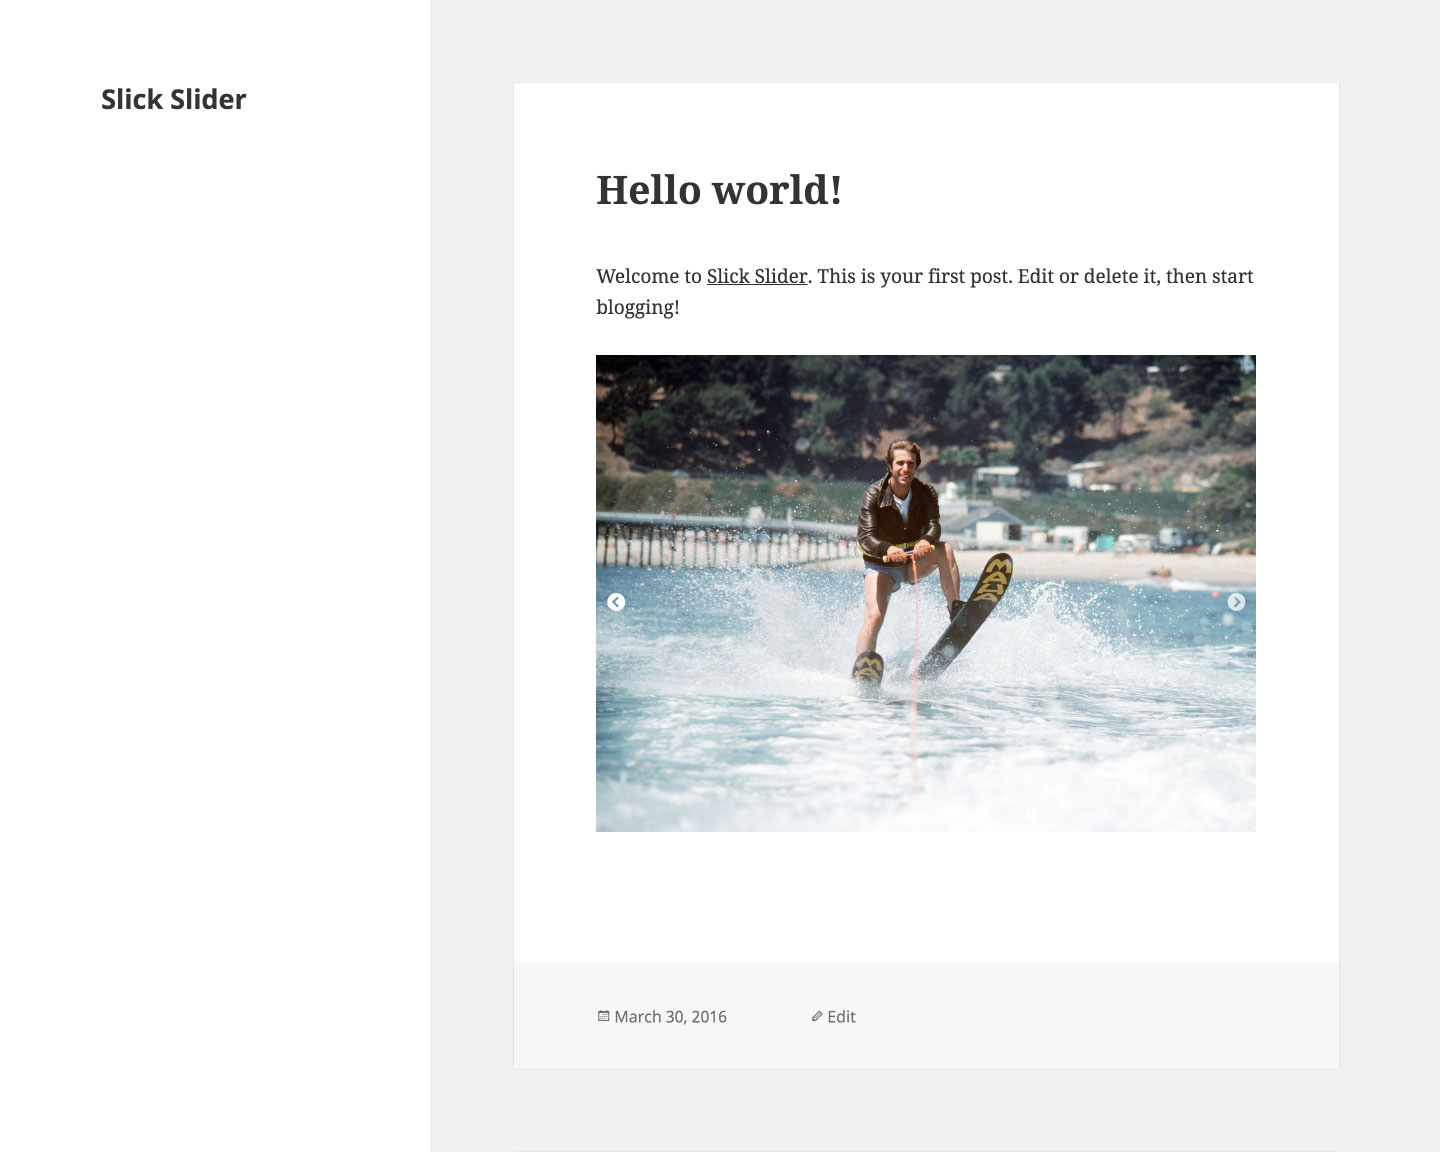 Slick Slider
Hello world!
Welcome to Slick Slider. This is your first post. Edit or delete it, then start
blogging!
MAUI
March 30, 2016
Edit